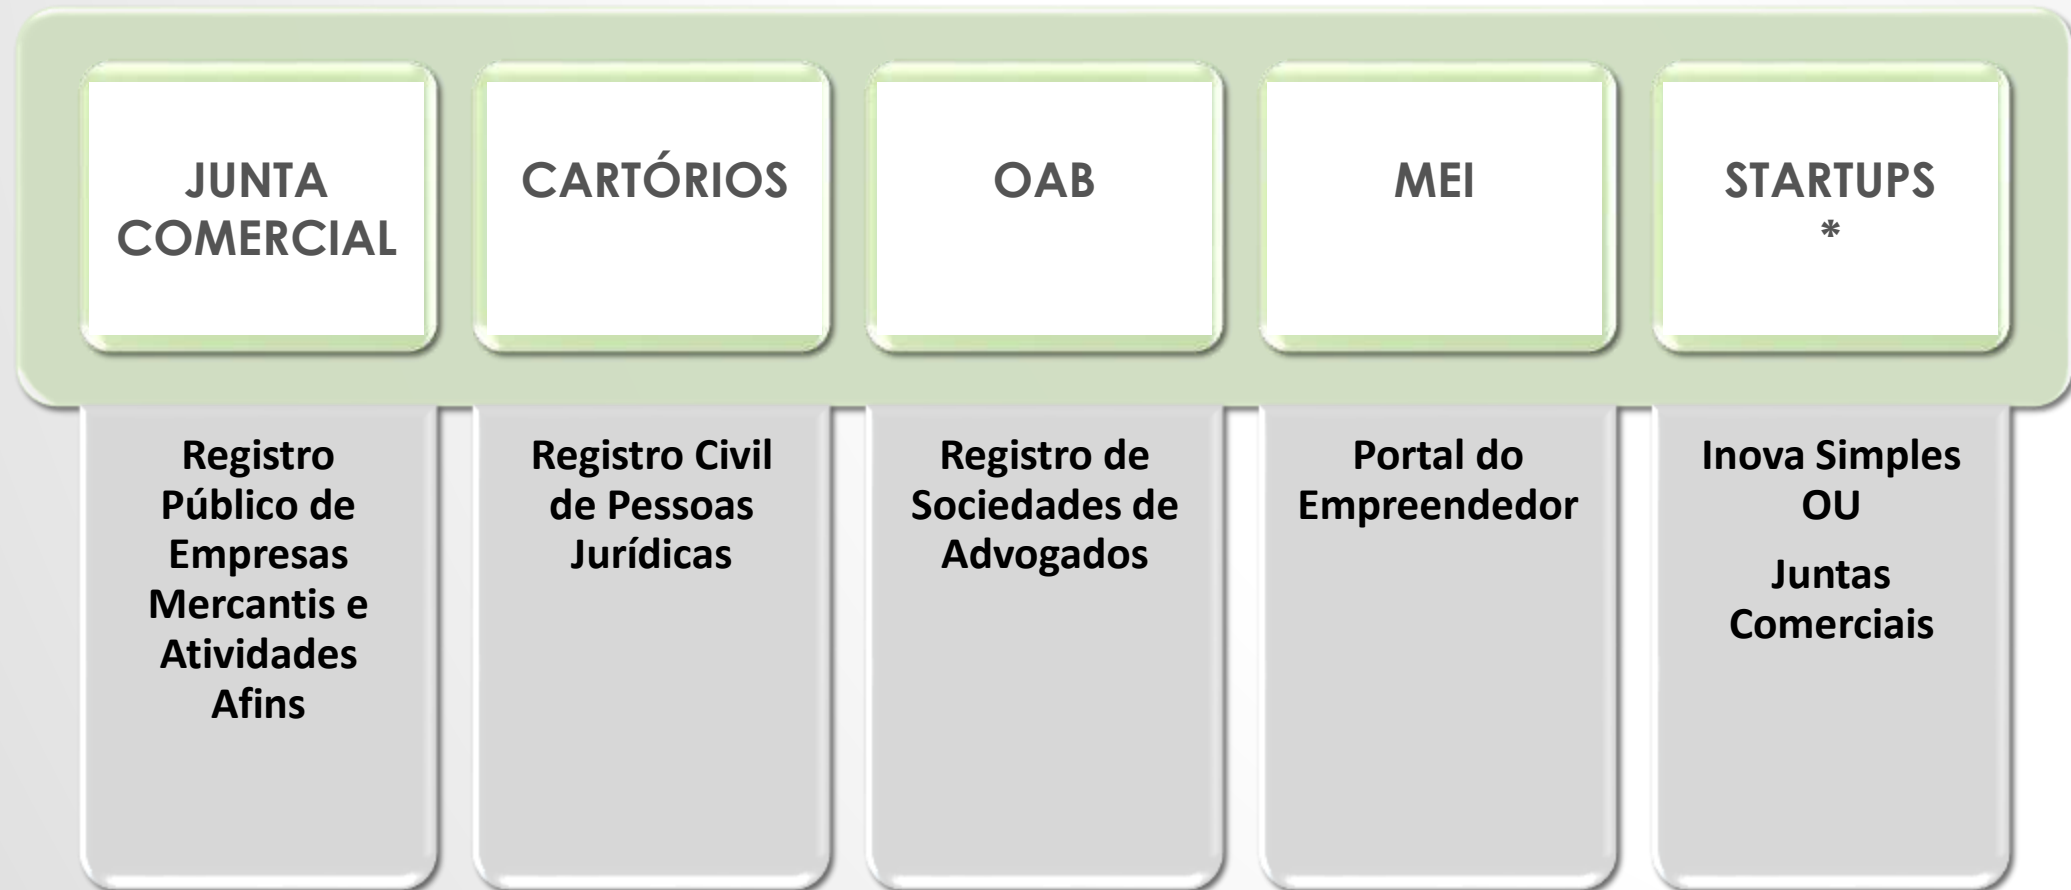 JUNTA
COMERCIAL
CARTÓRIOS
OAB
MEI
STARTUPS
*
Registro
Público de
Empresas
Mercantis e
Atividades
Afins
Registro Civil
de Pessoas
Jurídicas
Registro de
Sociedades de
Advogados
Portal do
Empreendedor
Inova Simples
OU
Juntas
Comerciais